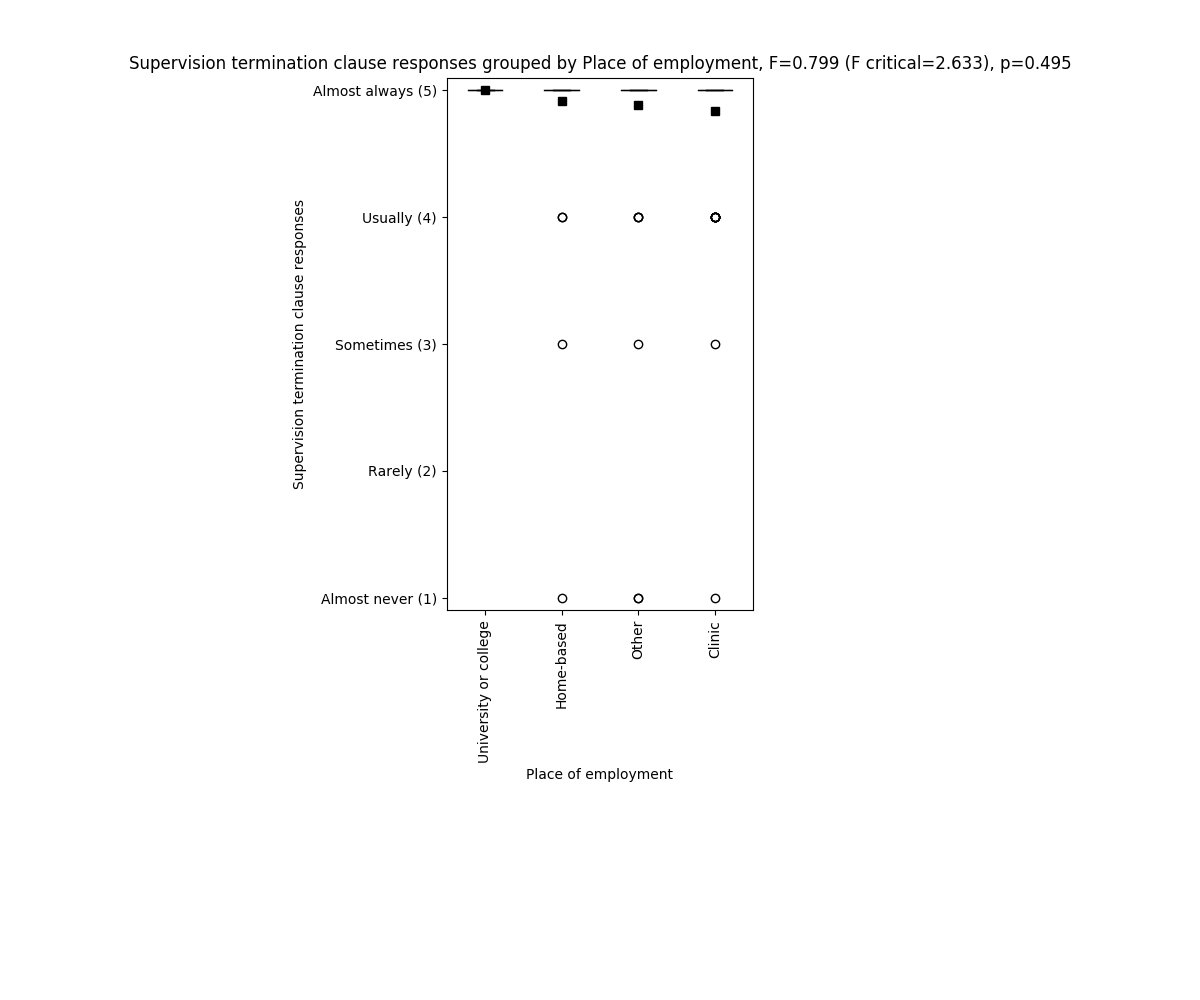 Supervision termination clause responses grouped by Place of employment, F=0.799 (F critical=2.633), p=0.495
Almost always (5)
Usually (4)
Sometimes (3)
Rarely (2)
Almost never (1)
Supervision termination clause responses
University or college
Home-based
Other
Clinic
Place of employment